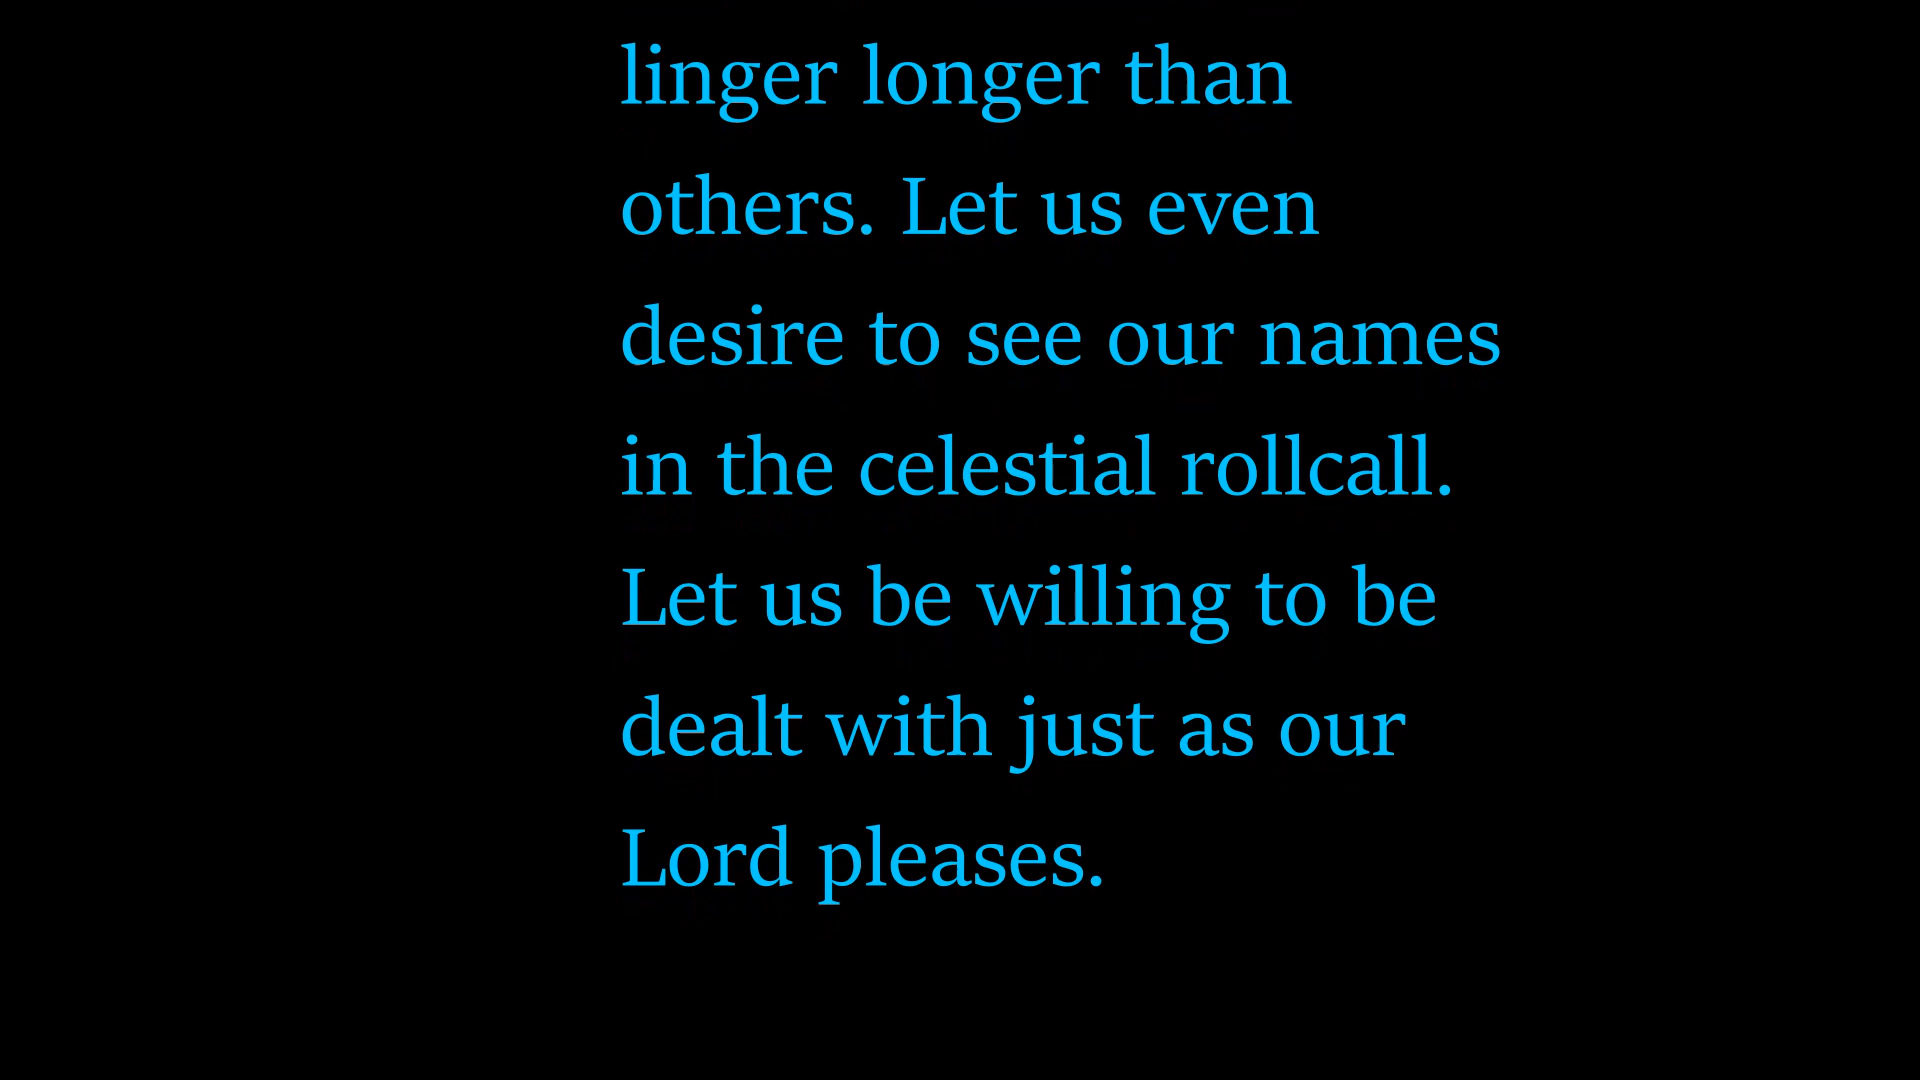 linger longer than
others. Let us even
desire to see our names
in the celestial rollcall.
Let us be willing to be
dealt with just as our
Lord pleases.